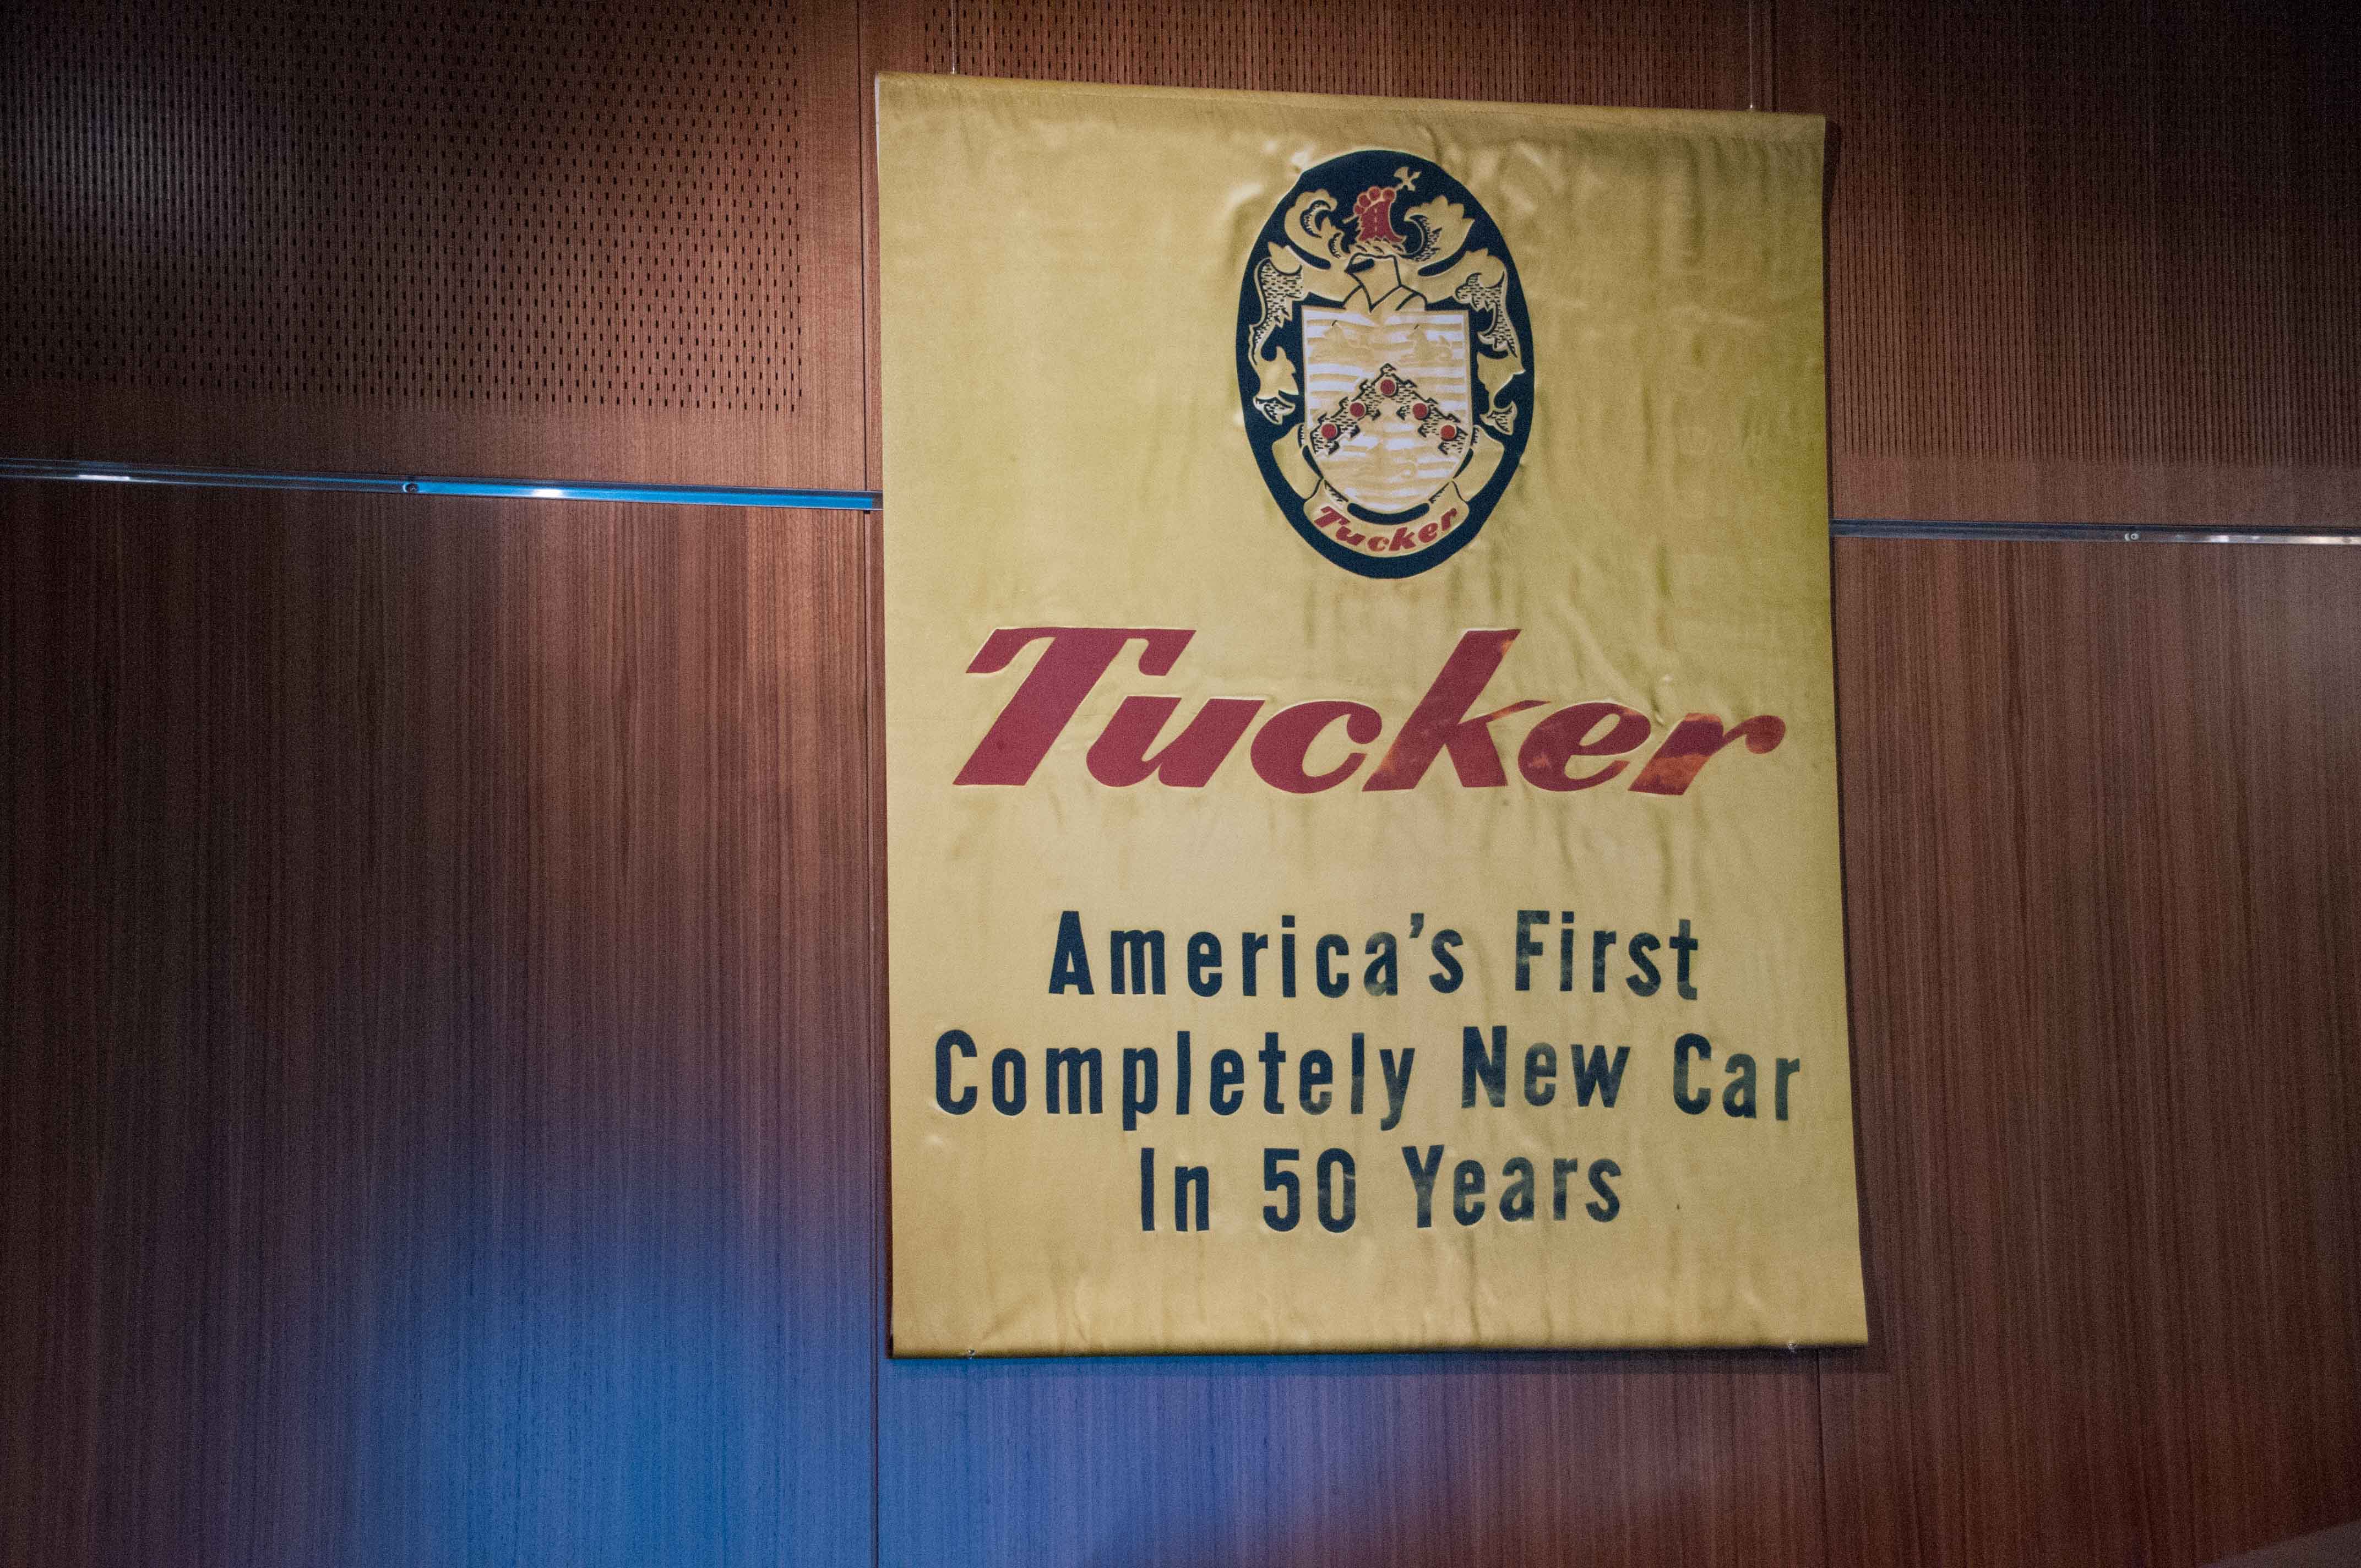 Tucker
Tucker
America's First
Completely New Car
In 50 Years